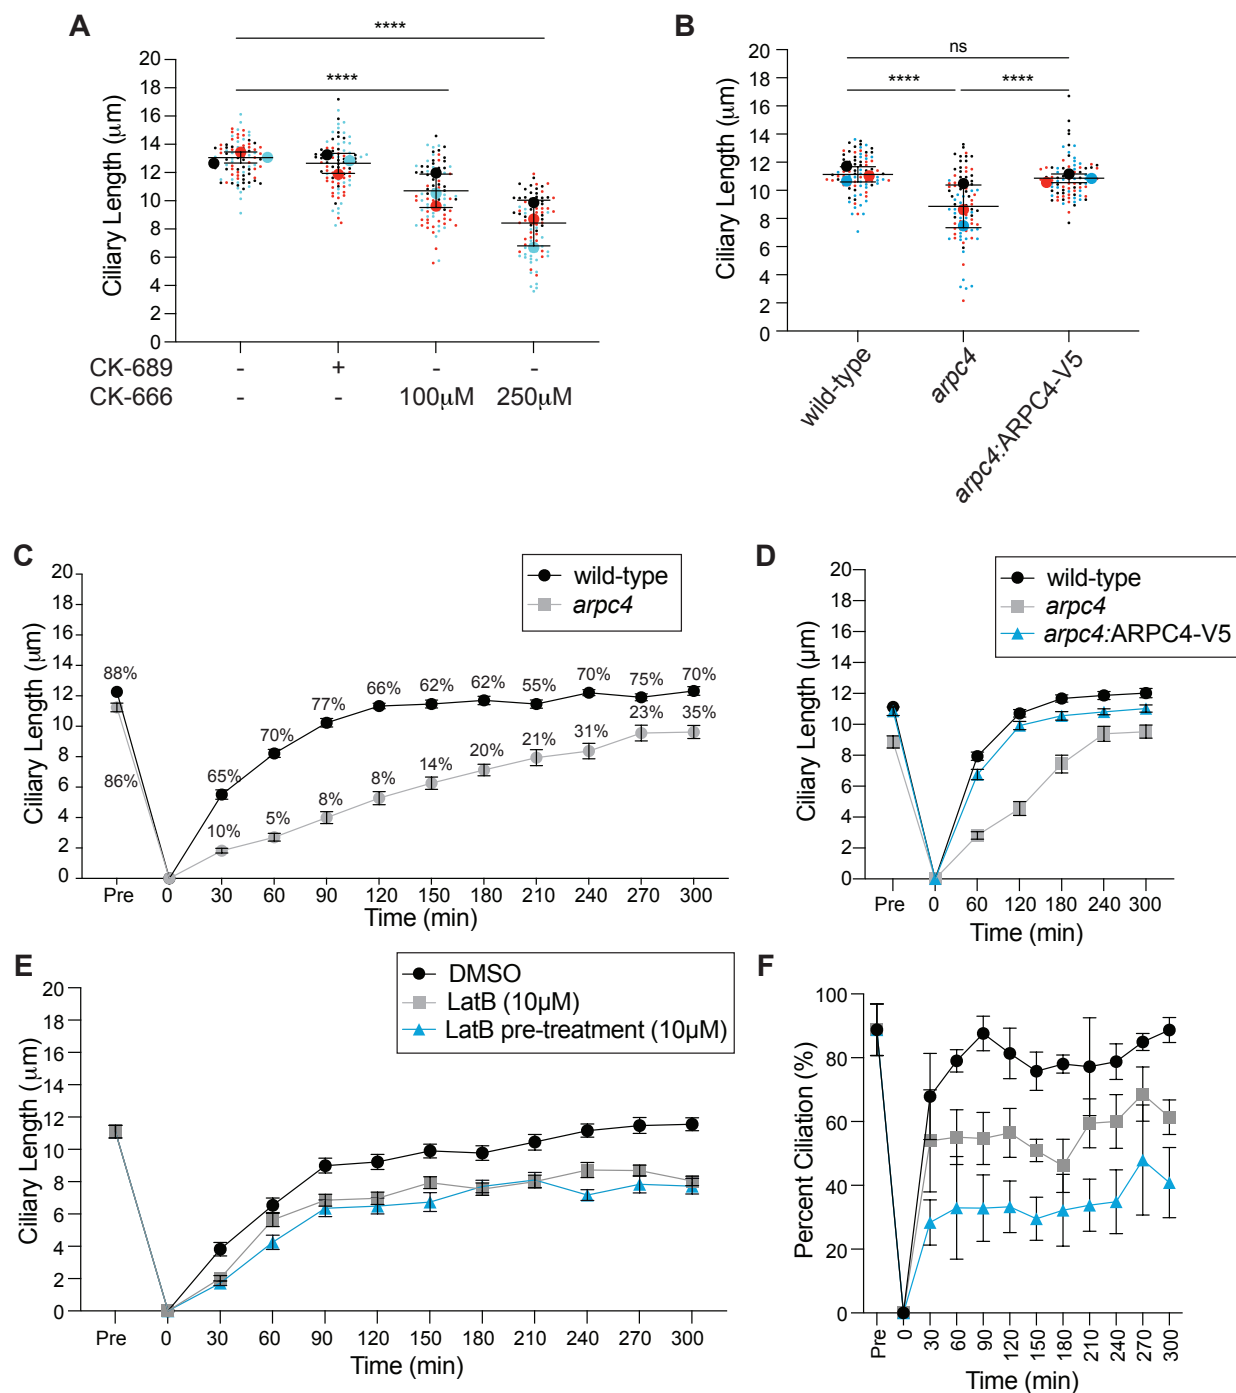 A
****
****
20
18
16
14
12
10
8
6
4
2
0
Ciliary Length (μm)
CK-689 - + - -
CK-666 - - 100μM 250μM
B
ns
**** ****
20
18
16
14
12
10
8
6
4
2
0
Ciliary Length (μm)
wild-type
arpc4
arpc4:ARPC4-V5
C
wild-type
arpc4
20
18
16
14
12
10
8
6
4
2
0
Ciliary Length (μm)
88% 65% 70% 77% 66% 62% 62% 55% 70% 75% 70%
86% 10% 5% 8% 8% 14% 20% 21% 31% 23% 35%
Pre 0 30 60 90 120 150 180 210 240 270 300
Time (min)
D
wild-type
arpc4
arpc4:ARPC4-V5
20
18
16
14
12
10
8
6
4
2
0
Ciliary Length (μm)
Pre 0 60 120 180 240 300
Time (min)
E
DMSO
LatB (10μM)
LatB pre-treatment (10μM)
20
18
16
14
12
10
8
6
4
2
0
Ciliary Length (μm)
Pre 0 30 60 90 120 150 180 210 240 270 300
Time (min)
F
100
80
60
40
20
0
Percent Ciliation (%)
Pre 0 30 60 90 120 150 180 210 240 270 300
Time (min)